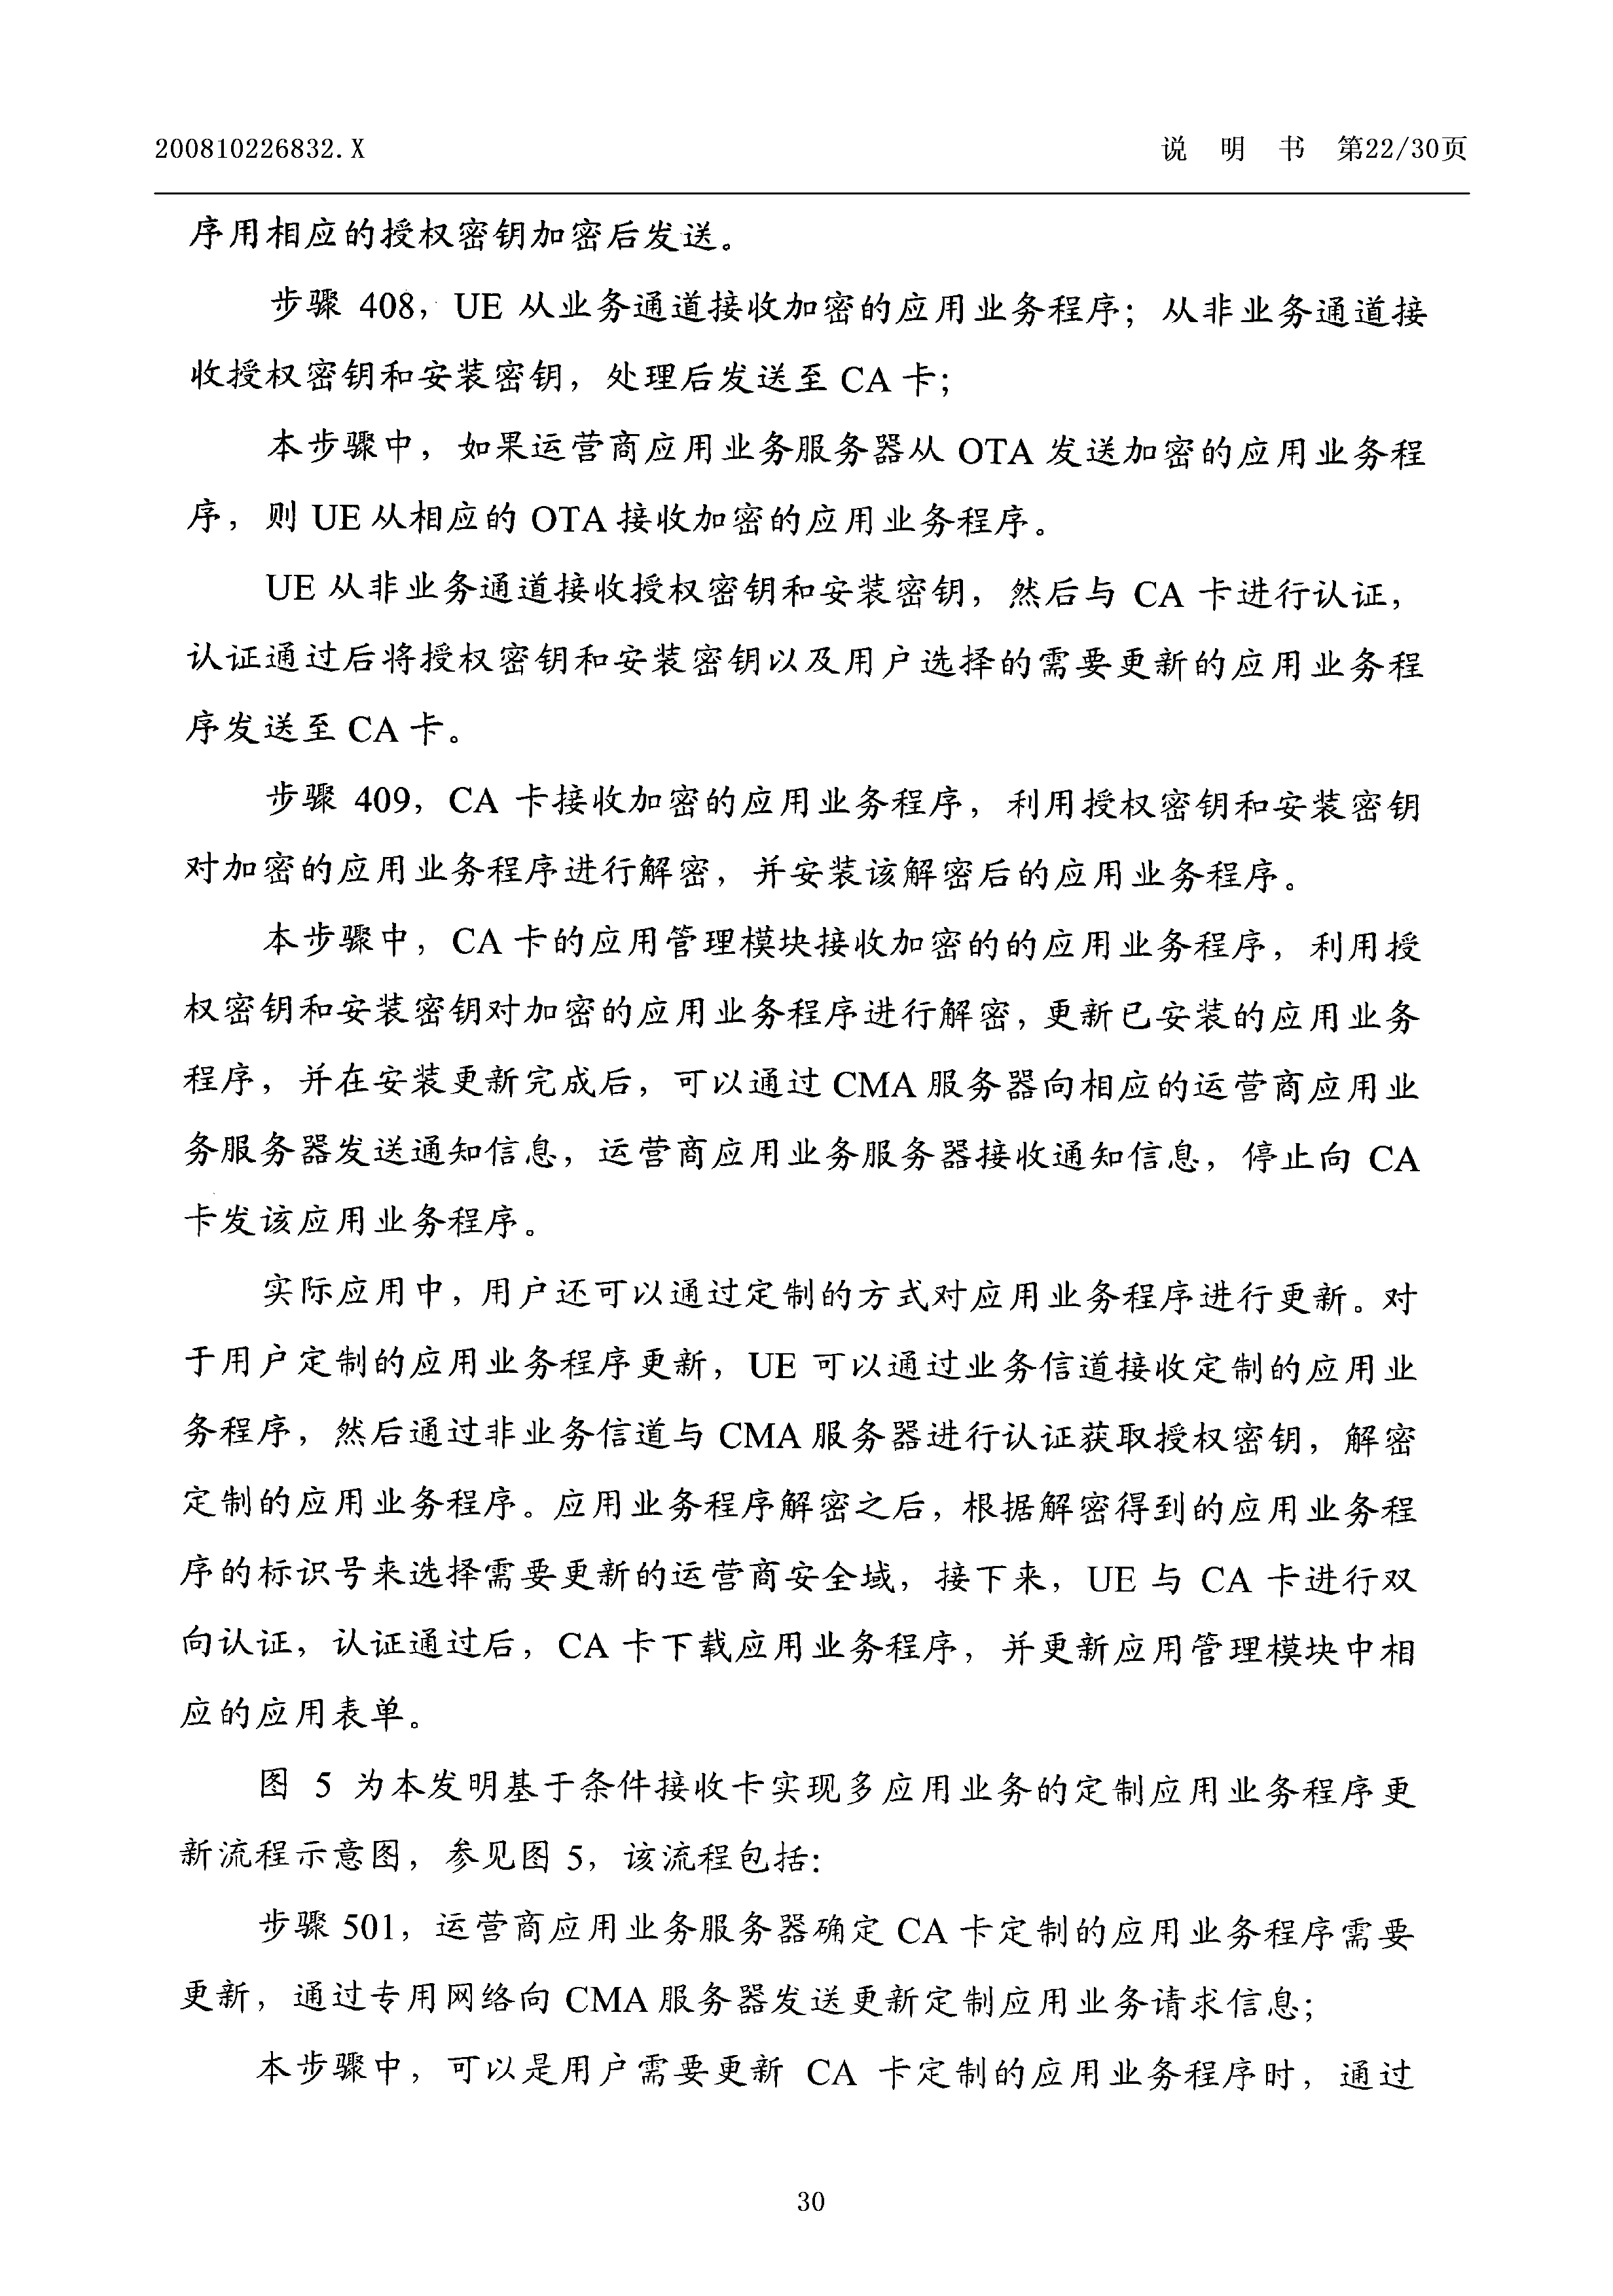 200810226832.X
说 明 书 第22/30页
序用相应的授权密钥加密后发送。
步骤 408，UE 从业务通道接收加密的应用业务程序；从非业务通道接
收授权密钥和安装密钥，处理后发送至 CA 卡；
本步骤中，如果运营商应用业务服务器从 OTA 发送加密的应用业务程
序，则 UE 从相应的 OTA 接收加密的应用业务程序。
UE 从非业务通道接收授权密钥和安装密钥，然后与 CA 卡进行认证，
认证通过后将授权密钥和安装密钥以及用户选择的需要更新的应用业务程
序发送至 CA 卡。
步骤 409，CA 卡接收加密的应用业务程序，利用授权密钥和安装密钥
对加密的应用业务程序进行解密，并安装该解密后的应用业务程序。
本步骤中，CA 卡的应用管理模块接收加密的的应用业务程序，利用授
权密钥和安装密钥对加密的应用业务程序进行解密，更新已安装的应用业务
程序，并在安装更新完成后，可以通过 CMA 服务器向相应的运营商应用业
务服务器发送通知信息，运营商应用业务服务器接收通知信息，停止向 CA
卡发该应用业务程序。
实际应用中，用户还可以通过定制的方式对应用业务程序进行更新。对
于用户定制的应用业务程序更新，UE 可以通过业务信道接收定制的应用业
务程序，然后通过非业务信道与 CMA 服务器进行认证获取授权密钥，解密
定制的应用业务程序。应用业务程序解密之后，根据解密得到的应用业务程
序的标识号来选择需要更新的运营商安全域，接下来，UE 与 CA 卡进行双
向认证，认证通过后，CA 卡下载应用业务程序，并更新应用管理模块中相
应的应用表单。
图 5 为本发明基于条件接收卡实现多应用业务的定制应用业务程序更
新流程示意图，参见图 5，该流程包括：
步骤 501，运营商应用业务服务器确定 CA 卡定制的应用业务程序需要
更新，通过专用网络向 CMA 服务器发送更新定制应用业务请求信息；
本步骤中，可以是用户需要更新 CA 卡定制的应用业务程序时，通过
30